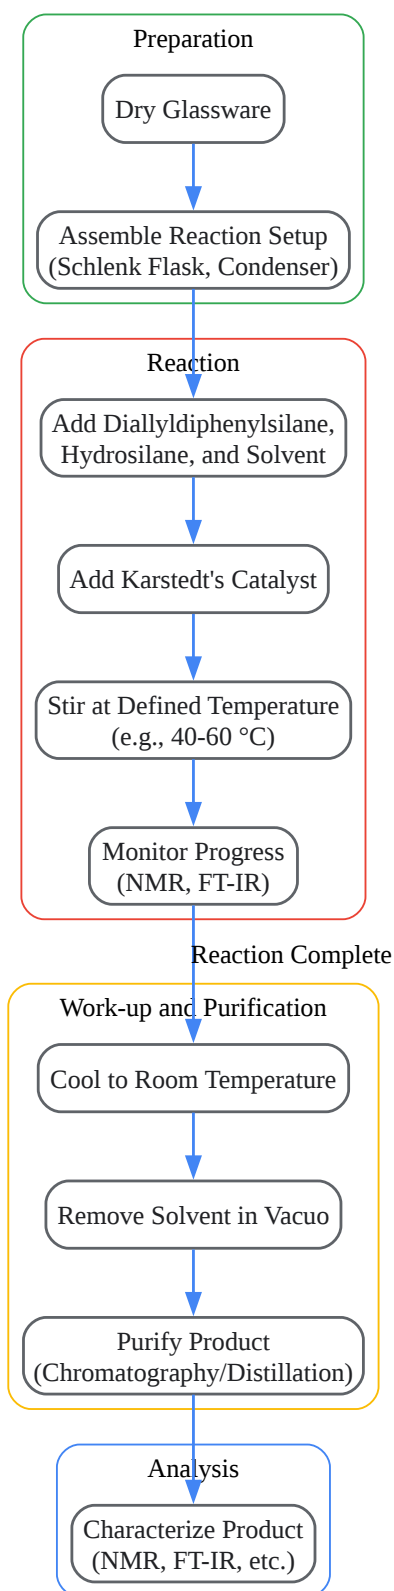 Preparation
Dry Glassware
Assemble Reaction Setup
(Schlenk Flask, Condenser)
Reaction
Add Diallyldiphenylsilane,
Hydrosilane, and Solvent
Add Karstedt's Catalyst
Stir at Defined Temperature
(e.g., 40-60 °C)
Monitor Progress
(NMR, FT-IR)
Reaction Complete
Work-up and Purification
Cool to Room Temperature
Remove Solvent in Vacuo
Purify Product
(Chromatography/Distillation)
Analysis
Characterize Product
(NMR, FT-IR, etc.)